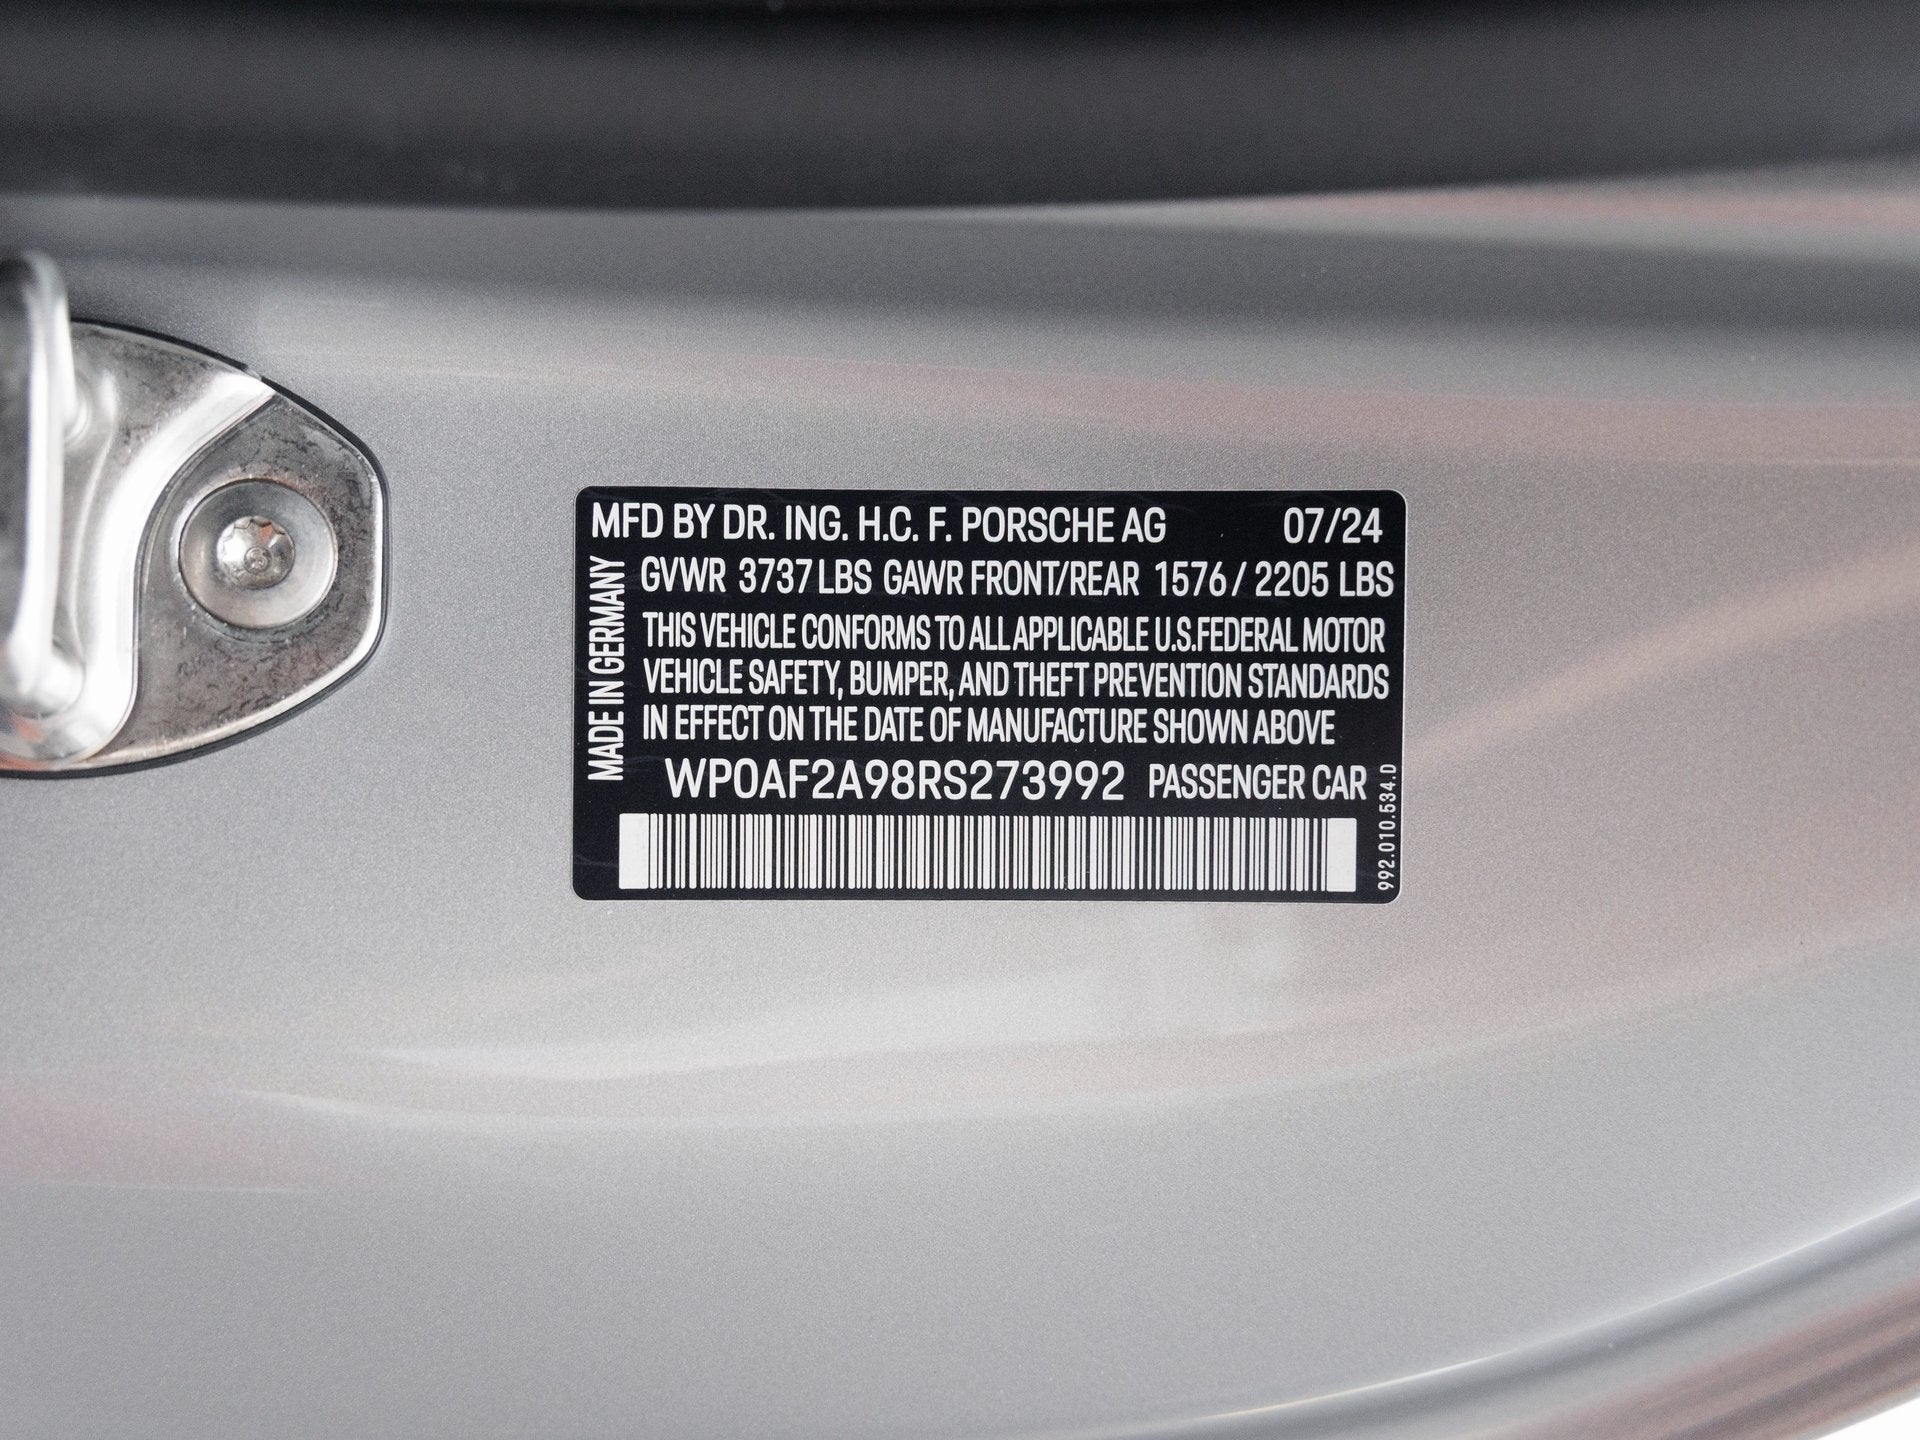 MFD BY DR. ING. H.C. F. PORSCHE AG 07/24
MADE IN GERMANY
GVWR 3737 LBS GAWR FRONT/REAR 1576 / 2205 LBS
THIS VEHICLE CONFORMS TO ALL APPLICABLE U.S.FEDERAL MOTOR
VEHICLE SAFETY, BUMPER, AND THEFT PREVENTION STANDARDS
IN EFFECT ON THE DATE OF MANUFACTURE SHOWN ABOVE
WP0AF2A98RS273992 PASSENGER CAR
992.010.534.D